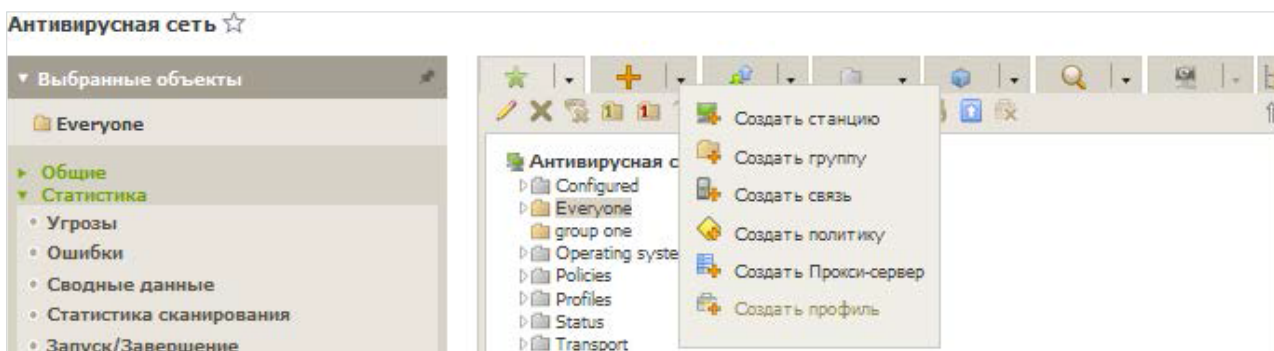 Антивирусная сеть
Выбранные объекты
Everyone
Общие
Статистика
Угрозы
Ошибки
Сводные данные
Статистика сканирования
Запуск/Завершение
Антивирусная с
Configured
Everyone
group one
Operating syste
Policies
Profiles
Status
Transport
Создать станцию
Создать группу
Создать связь
Создать политику
Создать Прокси-сервер
Создать профиль